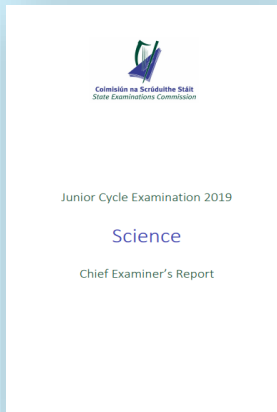 Coimisiún na Scrúduithe Stáit
State Examinations Commission
Junior Cycle Examination 2019
Science
Chief Examiner's Report